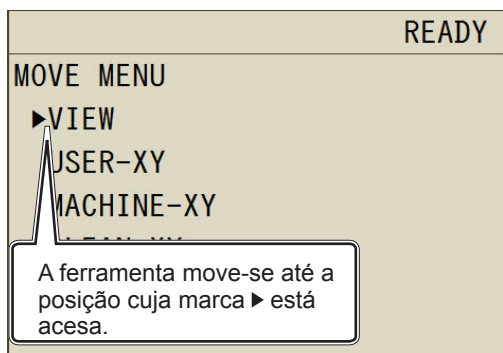 READY
MOVE MENU
▶VIEW
USER-XY
MACHINE-XY
A ferramenta move-se até a
posição cuja marca ▶ está
acesa.